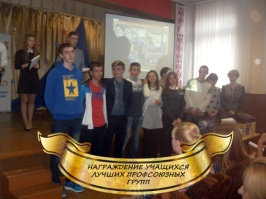 НАГРАЖДЕНИЕ УЧАЩИХСЯ
ЛУЧШИХ ПРОФСОЮЗНЫХ
ГРУПП